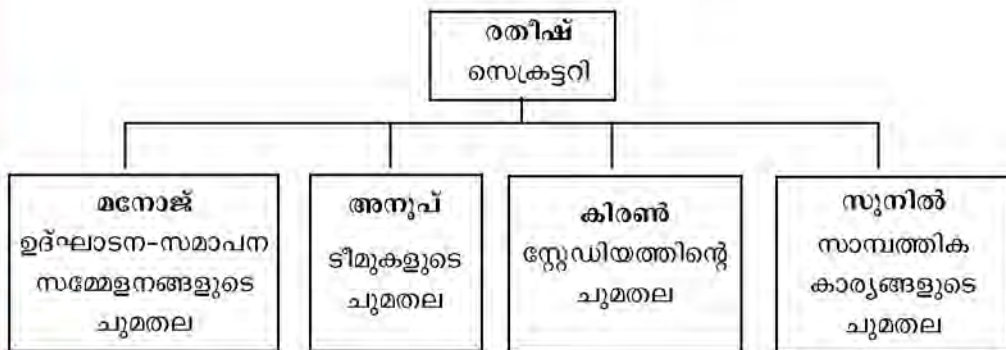 രതീഷ്
സെക്രട്ടറി
മനോജ്
ഉദ്ഘാടന-സമാപന
സമ്മേളനങ്ങളുടെ
ചുമതല
അനൂപ്
ടീമുകളുടെ
ചുമതല
കിരൺ
സ്റ്റേഡിയത്തിന്റെ
ചുമതല
സുനിൽ
സാമ്പത്തിക
കാര്യങ്ങളുടെ
ചുമതല